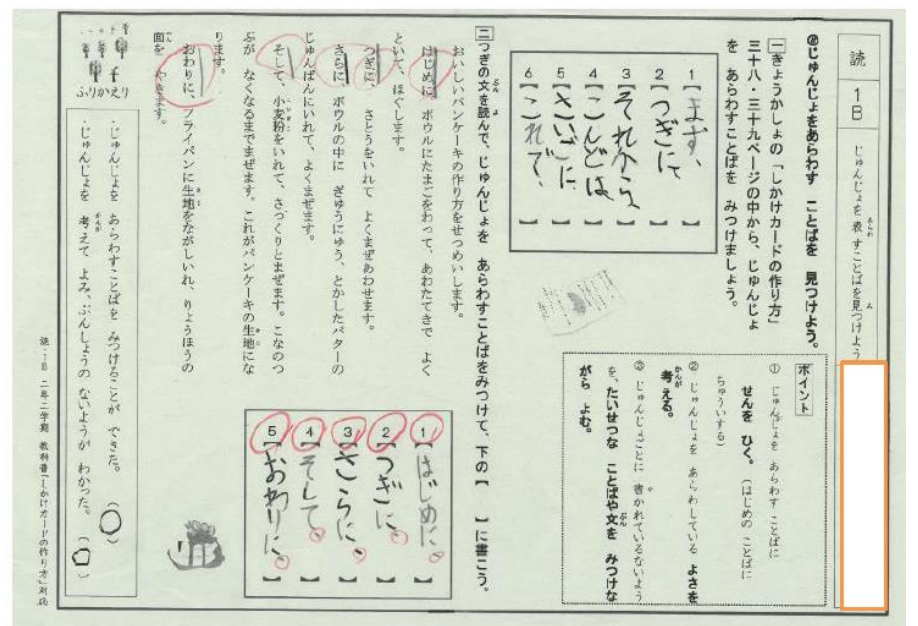 読
1B
じゅんじょを表すことばを見つけよう
◎じゅんじょをあらわす ことばを 見つけよう。
一 きょうかしょの「しかけカードの作り方」
三十八・三十九ページの中から、じゅんじょ
を あらわすことばを みつけましょう。
1【まず、】
2【つぎに、】
3【それから】
4【こんどは】
5【さいごに、】
6【これで、】
ポイント
① じゅんじょを あらわす ことばに
せんを ひく。(はじめの ことばに
ちゅういする)
② じゅんじょを あらわしている よさを
考える。
③ じゅんじょごとに 書かれているないよう
を、たいせつな ことばや文を みつけな
がら よむ。
二 つぎの文を読んで、じゅんじょを あらわすことばをみつけて、下の【 】に書こう。
おいしいパンケーキの作り方をせつめいします。
はじめに、ボウルにたまごをわって、あわたてきで よく
といて、ほぐします。
つぎに、 さとうをいれて よくまぜあわせます。
さらに、ボウルの中に ぎゅうにゅう、とかしたバターの
じゅんばんにいれて、よくまぜます。
そして、小麦粉をいれて、さっくりとまぜます。こなのつ
ぶが なくなるまでまぜます。これがパンケーキの生地にな
ります。
おわりに、フライパンに生地をながしいれ、りょうほうの
面を やきます。
1【はじめに、】
2【つぎに、】
3【さらに、】
4【そして、】
5【おわりに、】
ふりかえり
・じゅんじょを あらわすことばを みつけることが できた。 (○)
・じゅんじょを 考えて よみ、ぶんしょうの ないようが わかった。 (○)
読-1B 二年二学期 教科書「しかけカードの作り方」対応